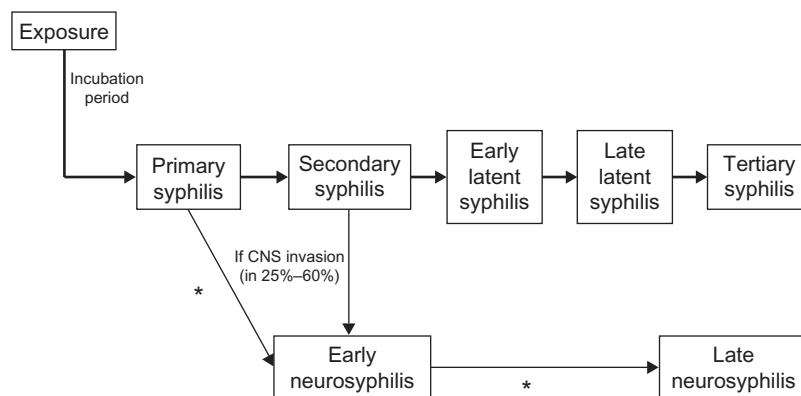 Exposure
Incubation
period
Primary
syphilis
Secondary
syphilis
Early
latent
syphilis
Late
latent
syphilis
Tertiary
syphilis
If CNS invasion
(in 25%–60%)
*
Early
neurosyphilis
*
Late
neurosyphilis